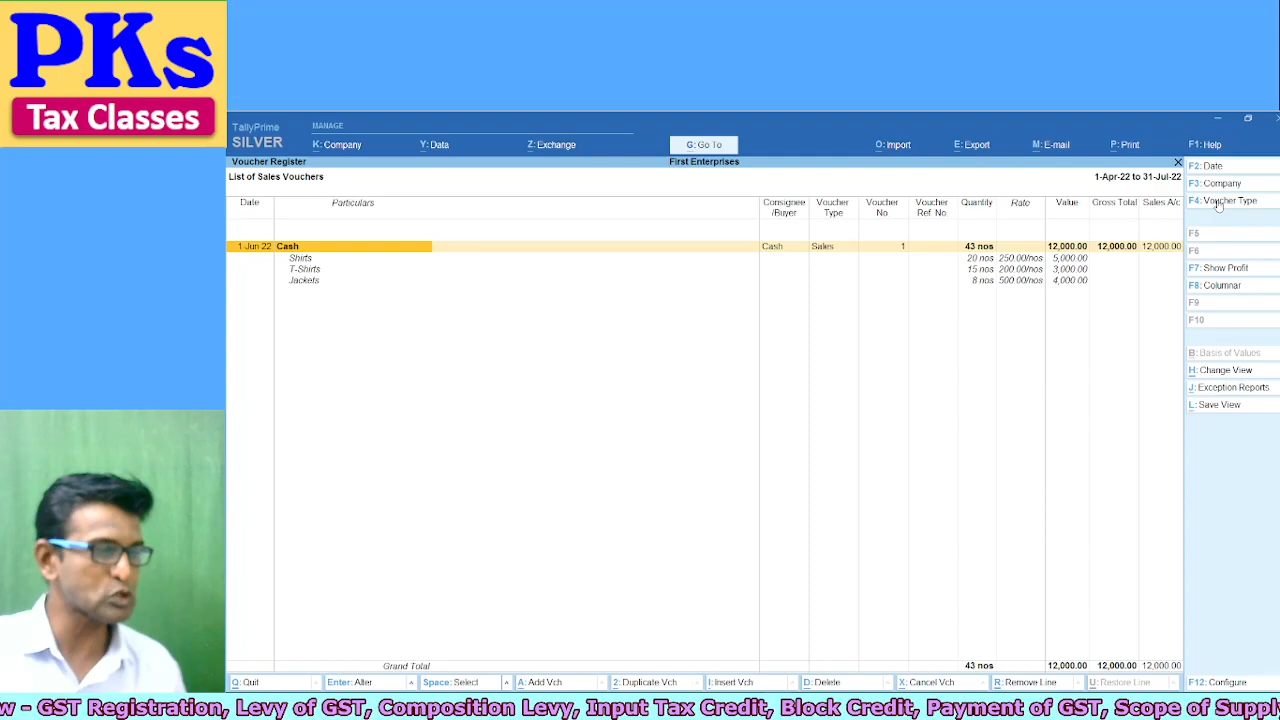 PKs
Tax Classes
TallyPrime
SILVER
MANAGE
K: Company
Y: Data
Z: Exchange
G: Go To
O: Import
E: Export
M: E-mail
P: Print
F1: Help
Voucher Register
First Enterprises
List of Sales Vouchers
1-Apr-22 to 31-Jul-22
Date Particulars Consignee /Buyer Voucher Type Voucher No. Voucher Ref. No. Quantity Rate Value Gross Total Sales A/c
1-Jun-22 Cash Cash Sales 1 43 nos 12,000.00 12,000.00 12,000.00
Shirts 20 nos 250.00/nos 5,000.00
T-Shirts 15 nos 200.00/nos 3,000.00
Jackets 8 nos 500.00/nos 4,000.00
Grand Total 43 nos 12,000.00 12,000.00 12,000.00
F2: Date
F3: Company
F4: Voucher Type
F5
F6
F7: Show Profit
F8: Columnar
F9
F10
B: Basis of Values
H: Change View
J: Exception Reports
L: Save View
Q: Quit
Enter: Alter
Space: Select
A: Add Vch
2: Duplicate Vch
I: Insert Vch
D: Delete
X: Cancel Vch
R: Remove Line
U: Restore Line
F12: Configure
w - GST Registration, Levy of GST, Composition Levy, Input Tax Credit, Block Credit, Payment of GST, Scope of Supply